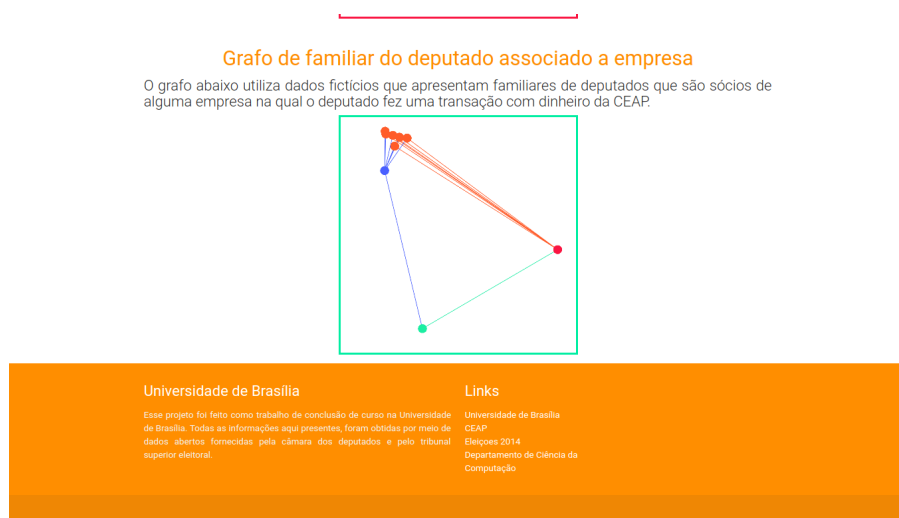 Grafo de familiar do deputado associado a empresa
O grafo abaixo utiliza dados fictícios que apresentam familiares de deputados que são sócios de
alguma empresa na qual o deputado fez uma transação com dinheiro da CEAP.
Universidade de Brasília
Esse projeto foi feito como trabalho de conclusão de curso na Universidade
de Brasília. Todas as informações aqui presentes, foram obtidas por meio de
dados abertos fornecidas pela câmara dos deputados e pelo tribunal
superior eleitoral.
Links
Universidade de Brasília
CEAP
Eleiçoes 2014
Departamento de Ciência da
Computação